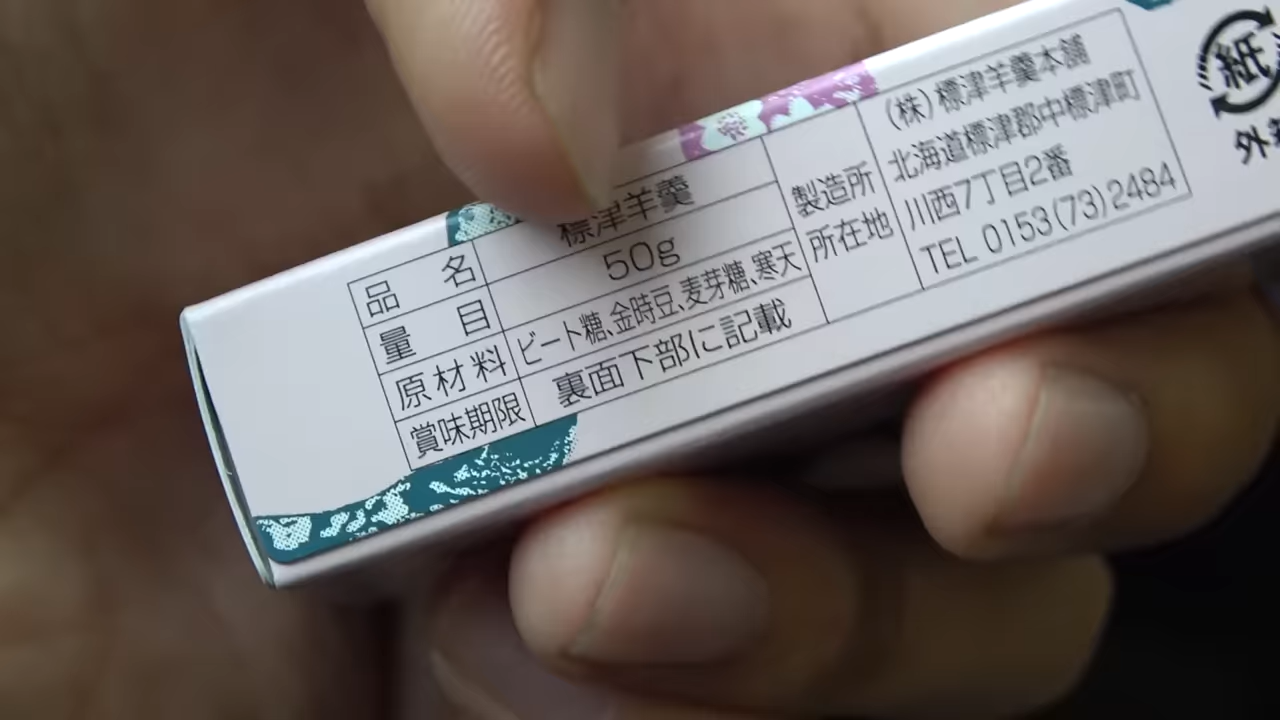 品名 標津羊羹
量目 50g
原材料 ビート糖、金時豆、麦芽糖、寒天
賞味期限 裏面下部に記載
製造所
所在地
(株)標津羊羹本舗
北海道標津郡中標津町
川西7丁目2番
TEL 0153(73)2484
紙
外